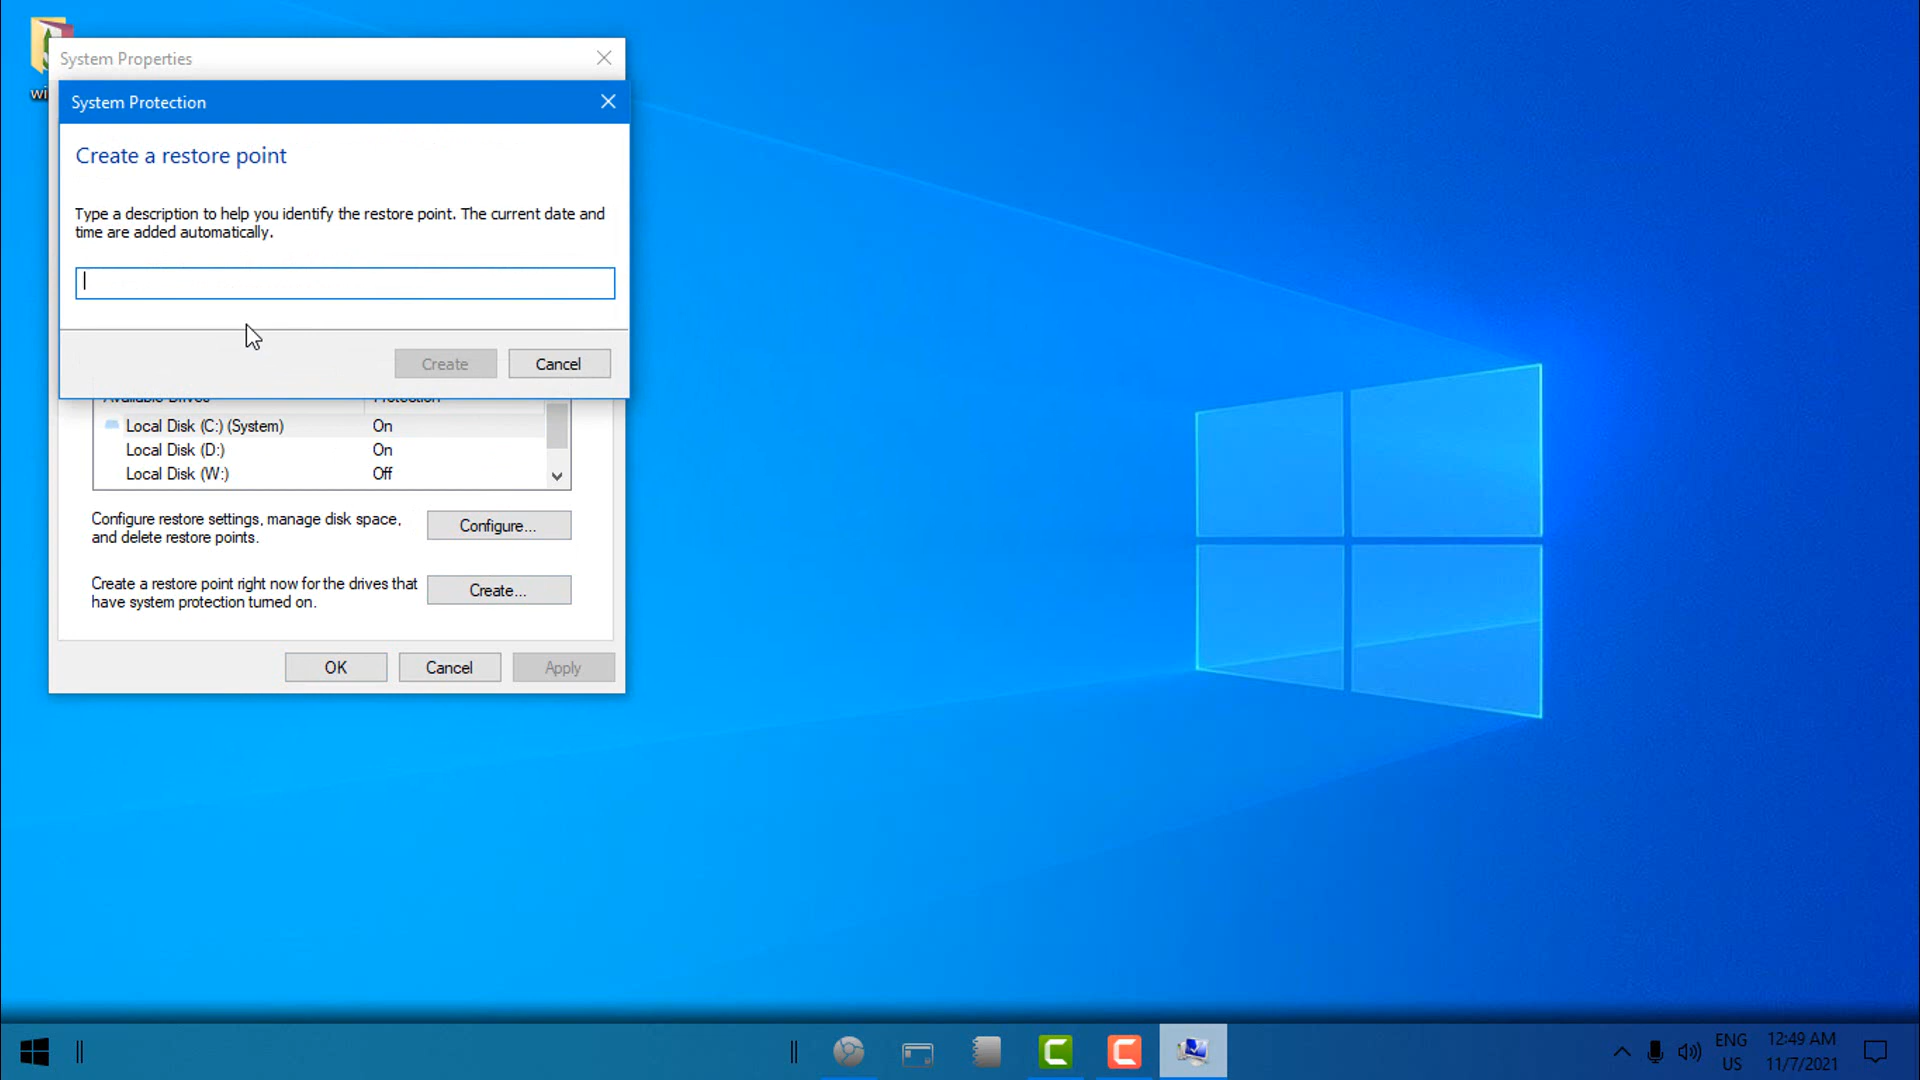 System Properties
System Protection
Create a restore point
Type a description to help you identify the restore point. The current date and
time are added automatically.
Create
Cancel
Available Drives
Protection
Local Disk (C:) (System)
On
Local Disk (D:)
On
Local Disk (W:)
Off
Configure restore settings, manage disk space,
and delete restore points.
Configure...
Create a restore point right now for the drives that
have system protection turned on.
Create...
OK
Cancel
Apply
ENG
US
12:49 AM
11/7/2021